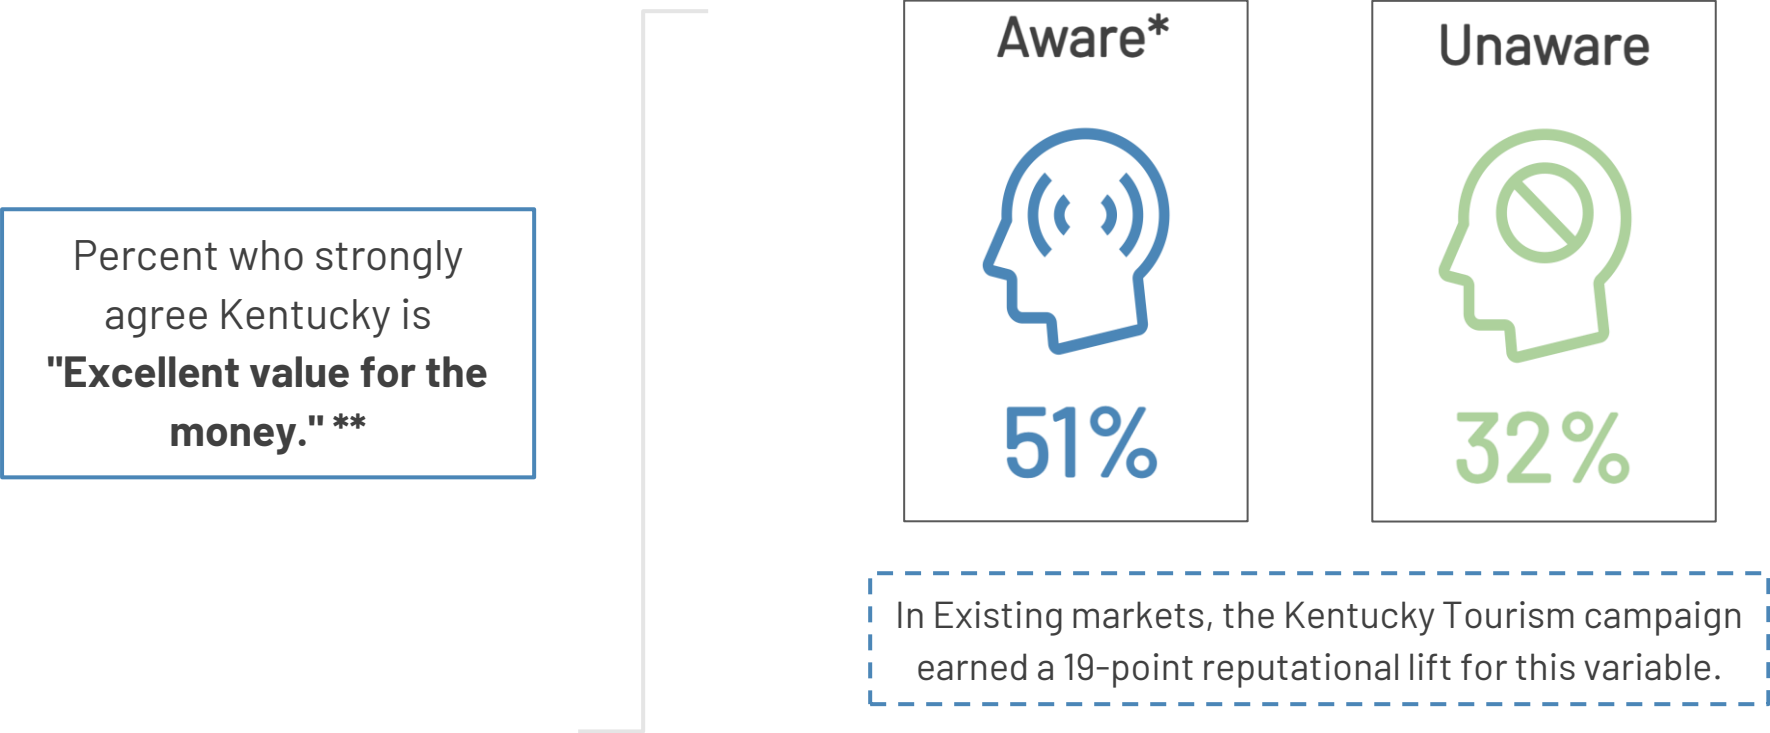 Percent who strongly
agree Kentucky is
"Excellent value for the
money." **
Aware*
51%
Unaware
32%
In Existing markets, the Kentucky Tourism campaign
earned a 19-point reputational lift for this variable.